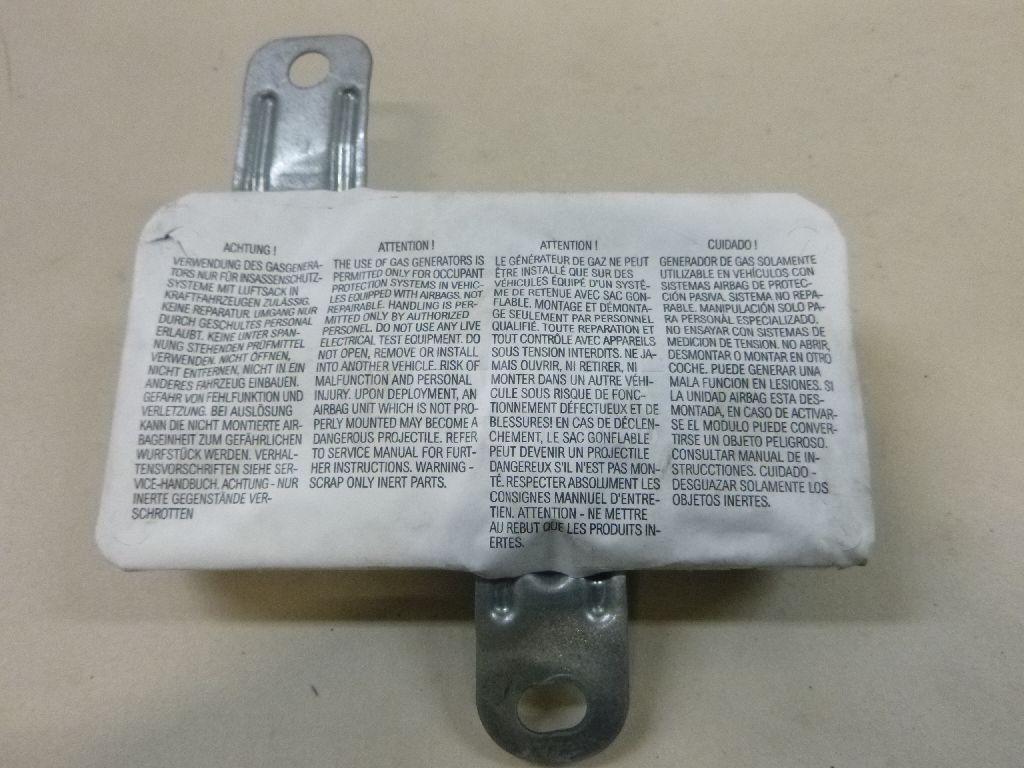 ACHTUNG !
VERWENDUNG DES GASGENERA-
TORS NUR FÜR INSASSENSCHUTZ-
SYSTEME MIT LUFTSACK IN
KRAFTFAHRZEUGEN ZULÄSSIG.
KEINE REPARATUR. UMGANG NUR
DURCH GESCHULTES PERSONAL
ERLAUBT. KEINE UNTER SPAN-
NUNG STEHENDEN PRÜFMITTEL
VERWENDEN. NICHT ÖFFNEN,
NICHT ENTFERNEN, NICHT IN EIN
ANDERES FAHRZEUG EINBAUEN.
GEFAHR VON FEHLFUNKTION UND
VERLETZUNG. BEI AUSLÖSUNG
KANN DIE NICHT MONTIERTE AIR-
BAGEINHEIT ZUM GEFÄHRLICHEN
WURFSTÜCK WERDEN. VERHAL-
TENSVORSCHRIFTEN SIEHE SER-
VICE-HANDBUCH. ACHTUNG - NUR
INERTE GEGENSTÄNDE VER-
SCHROTTEN
ATTENTION !
THE USE OF GAS GENERATORS IS
PERMITTED ONLY FOR OCCUPANT
PROTECTION SYSTEMS IN VEHIC-
LES EQUIPPED WITH AIRBAGS. NOT
REPAIRABLE. HANDLING IS PER-
MITTED ONLY BY AUTHORIZED
PERSONEL. DO NOT USE ANY LIVE
ELECTRICAL TEST EQUIPMENT. DO
NOT OPEN, REMOVE OR INSTALL
INTO ANOTHER VEHICLE. RISK OF
MALFUNCTION AND PERSONAL
INJURY. UPON DEPLOYMENT, AN
AIRBAG UNIT WHICH IS NOT PRO-
PERLY MOUNTED MAY BECOME A
DANGEROUS PROJECTILE. REFER
TO SERVICE MANUAL FOR FURT-
HER INSTRUCTIONS. WARNING -
SCRAP ONLY INERT PARTS.
ATTENTION !
LE GÉNÉRATEUR DE GAZ NE PEUT
ÊTRE INSTALLÉ QUE SUR DES
VÉHICULES ÉQUIPÉ D'UN SYSTÉ-
ME DE RETENUE AVEC SAC GON-
FLABLE. MONTAGE ET DÉMONTA-
GE SEULEMENT PAR PERSONNEL
QUALIFIÉ. TOUTE REPARATION ET
TOUT CONTRÔLE AVEC APPAREILS
SOUS TENSION INTERDITS. NE JA-
MAIS OUVRIR, NI RETIRER, NI
MONTER DANS UN AUTRE VÉHI-
CULE SOUS RISQUE DE FONC-
TIONNEMENT DÉFECTUEUX ET DE
BLESSURES! EN CAS DE DÉCLEN-
CHEMENT, LE SAC GONFLABLE
PEUT DEVENIR UN PROJECTILE
DANGEREUX S'IL N'EST PAS MON-
TÉ. RESPECTER ABSOLUMENT LES
CONSIGNES MANNUEL D'ENTRE-
TIEN. ATTENTION - NE METTRE
AU REBUT QUE LES PRODUITS IN-
ERTES.
CUIDADO !
GENERADOR DE GAS SOLAMENTE
UTILIZABLE EN VEHÍCULOS CON
SISTEMAS AIRBAG DE PROTEC-
CIÓN PASIVA. SISTEMA NO REPA-
RABLE. MANIPULACIÓN SOLO PA-
RA PERSONAL ESPECIALIZADO.
NO ENSAYAR CON SISTEMAS DE
MEDICION DE TENSION. NO ABRIR,
DESMONTAR O MONTAR EN OTRO
COCHE. PUEDE GENERAR UNA
MALA FUNCION EN LESIONES. SI
LA UNIDAD AIRBAG ESTA DES-
MONTADA, EN CASO DE ACTIVAR-
SE EL MODULO PUEDE CONVER-
TIRSE UN OBJETO PELIGROSO.
CONSULTAR MANUAL DE IN-
STRUCCIONES. CUIDADO -
DESGUAZAR SOLAMENTE LOS
OBJETOS INERTES.